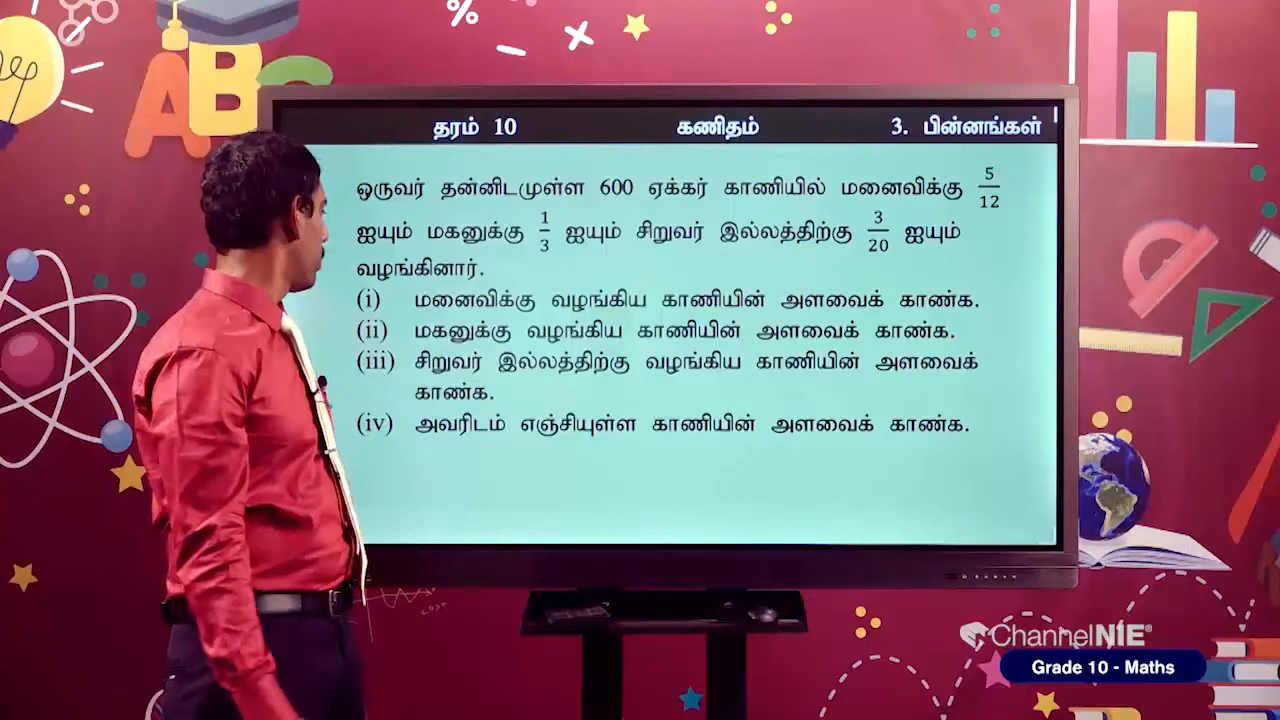 ABC
%
தரம் 10 கணிதம் 3. பின்னங்கள்
ஒருவர் தன்னிடமுள்ள 600 ஏக்கர் காணியில் மனைவிக்கு 5/12
ஐயும் மகனுக்கு 1/3 ஐயும் சிறுவர் இல்லத்திற்கு 3/20 ஐயும்
வழங்கினார்.
(i) மனைவிக்கு வழங்கிய காணியின் அளவைக் காண்க.
(ii) மகனுக்கு வழங்கிய காணியின் அளவைக் காண்க.
(iii) சிறுவர் இல்லத்திற்கு வழங்கிய காணியின் அளவைக்
காண்க.
(iv) அவரிடம் எஞ்சியுள்ள காணியின் அளவைக் காண்க.
ChannelNIE®
Grade 10 - Maths